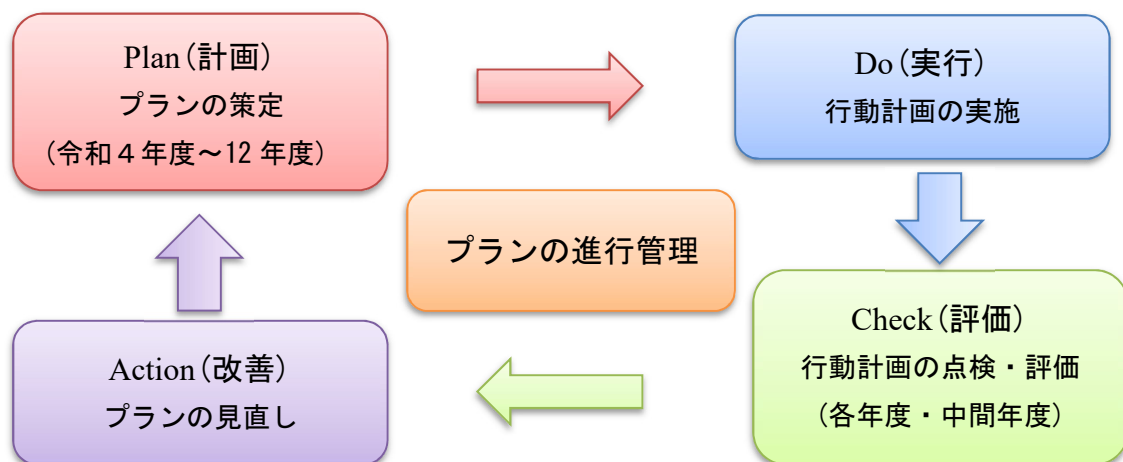 Plan(計画)
プランの策定
(令和４年度～12 年度)
Do(実行)
行動計画の実施
プランの進行管理
Action(改善)
プランの見直し
Check(評価)
行動計画の点検・評価
(各年度・中間年度)